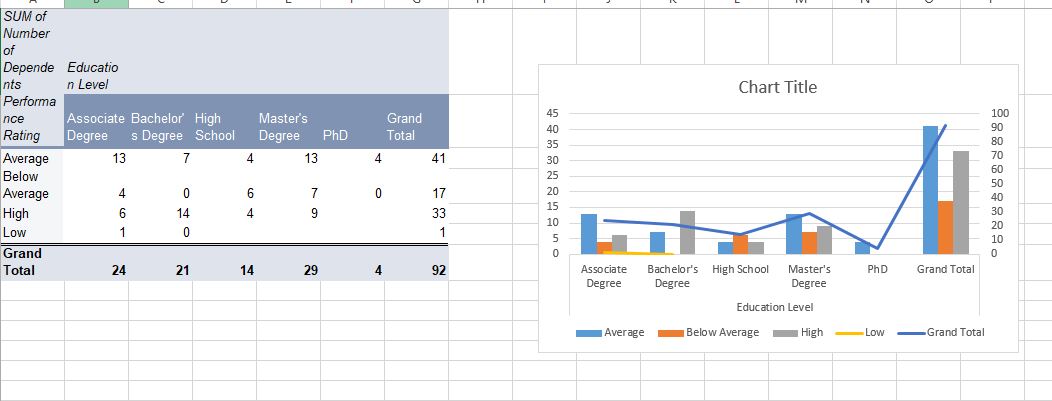 SUM of
Number
of
Depende
nts
Educatio
n Level
Performa
nce
Rating
Associate
Degree
Bachelor'
s Degree
High
School
Master's
Degree
PhD
Grand
Total
Average 13 7 4 13 4 41
Below
Average 4 0 6 7 0 17
High 6 14 4 9 33
Low 1 0 1
Grand
Total 24 21 14 29 4 92
Chart Title
45
40
35
30
25
20
15
10
5
0
100
90
80
70
60
50
40
30
20
10
0
Associate
Degree
Bachelor's
Degree
High School
Master's
Degree
PhD
Grand Total
Education Level
Average Below Average High Low Grand Total